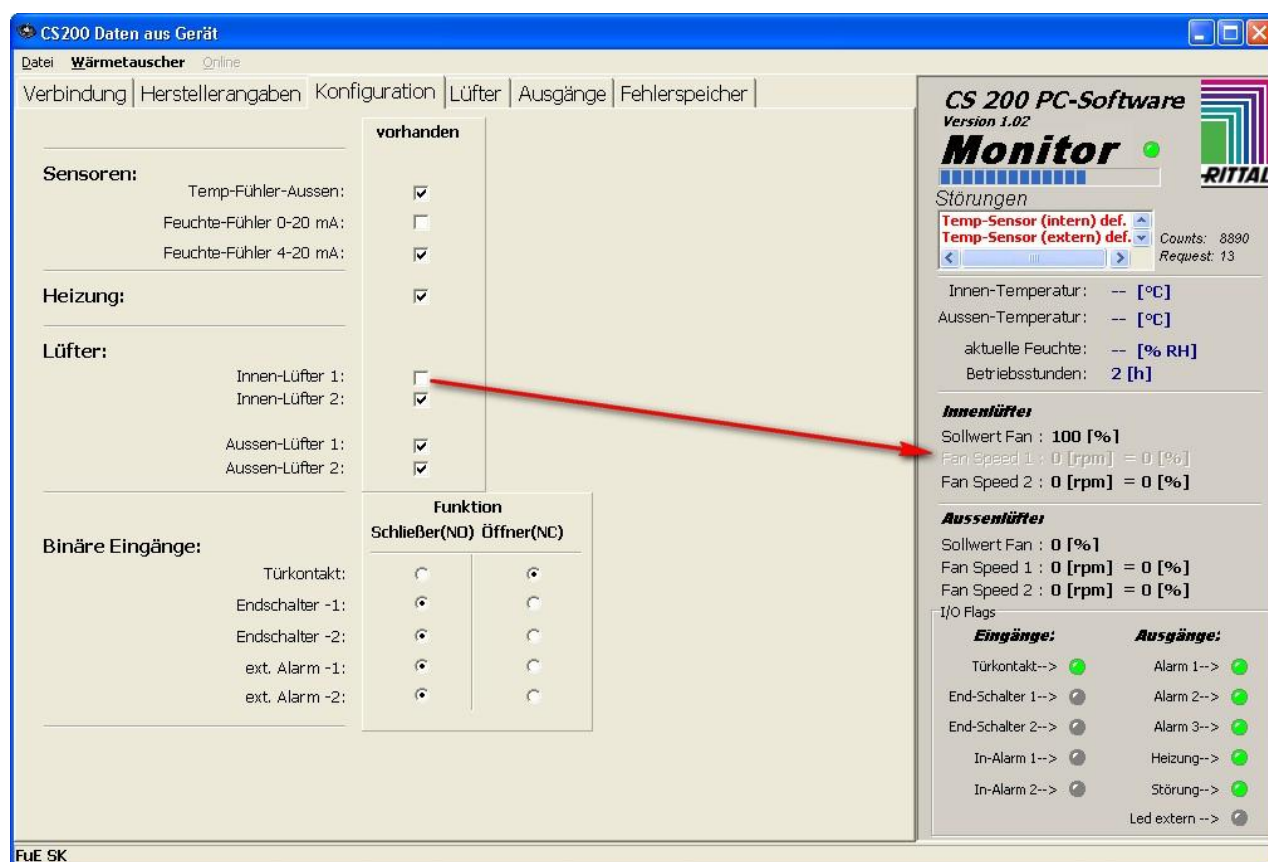 CS200 Daten aus Gerät
Datei Wärmetauscher Online
Verbindung Herstellerangaben Konfiguration Lüfter Ausgänge Fehlerspeicher
vorhanden
Sensoren:
Temp-Fühler-Aussen:
Feuchte-Fühler 0-20 mA:
Feuchte-Fühler 4-20 mA:
Heizung:
Lüfter:
Innen-Lüfter 1:
Innen-Lüfter 2:
Aussen-Lüfter 1:
Aussen-Lüfter 2:
Funktion
Schließer(NO) Öffner(NC)
Binäre Eingänge:
Türkontakt:
Endschalter -1:
Endschalter -2:
ext. Alarm -1:
ext. Alarm -2:
CS 200 PC-Software
Version 1.02
Monitor
RITTAL
Störungen
Temp-Sensor (intern) def.
Temp-Sensor (extern) def.
Counts: 8890
Request: 13
Innen-Temperatur: -- [°C]
Aussen-Temperatur: -- [°C]
aktuelle Feuchte: -- [% RH]
Betriebsstunden: 2 [h]
Innenlüfter
Sollwert Fan : 100 [%]
Fan Speed 1 : 0 [rpm] = 0 [%]
Fan Speed 2 : 0 [rpm] = 0 [%]
Aussenlüfter
Sollwert Fan : 0 [%]
Fan Speed 1 : 0 [rpm] = 0 [%]
Fan Speed 2 : 0 [rpm] = 0 [%]
I/O Flags
Eingänge: Ausgänge:
Türkontakt--> Alarm 1-->
End-Schalter 1--> Alarm 2-->
End-Schalter 2--> Alarm 3-->
In-Alarm 1--> Heizung-->
In-Alarm 2--> Störung-->
Led extern -->
FuE SK